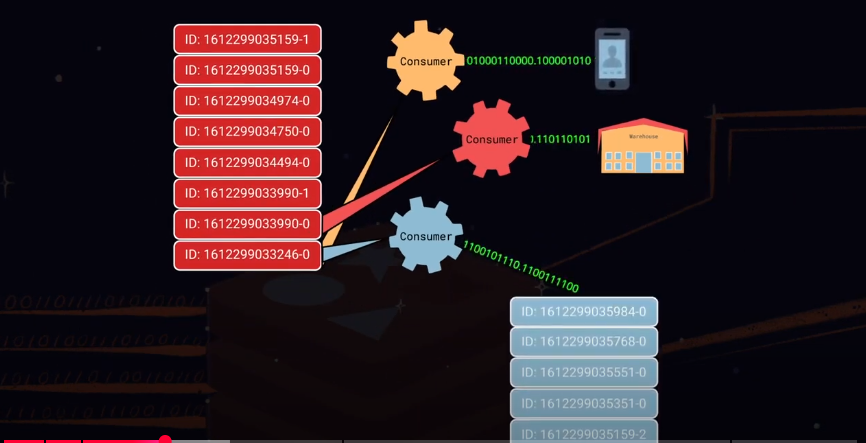 ID: 1612299035159-1
ID: 1612299035159-0
ID: 1612299034974-0
ID: 1612299034750-0
ID: 1612299034494-0
ID: 1612299033990-1
ID: 1612299033990-0
ID: 1612299033246-0
Consumer
01000110000.100001010
Consumer
.110110101
Warehouse
Consumer
1100101110.1100111100
ID: 1612299035984-0
ID: 1612299035768-0
ID: 1612299035551-0
ID: 1612299035351-0
ID: 1612299035159-2